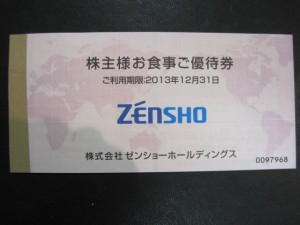 株主様お食事ご優待券
ご利用期限:2013年12月31日
ZENSHO
株式会社ゼンショーホールディングス
0097968